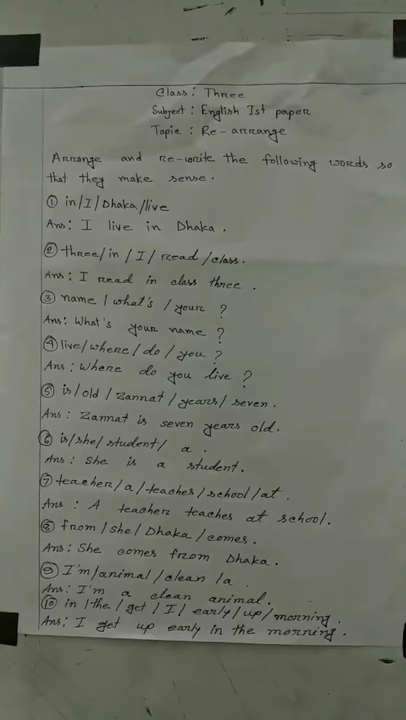 Class: Three
Subject: English Ist paper
Topic: Re-arrange
Arrange and re-write the following words so
that they make sense.
① in/I/Dhaka/live
Ans: I live in Dhaka.
② three/in/I/read/class.
Ans: I read in class three.
③ name/what's/your?
Ans: What's your name?
④ live/where/do/you?
Ans: Where do you live?
⑤ is/old/Zannat/years/seven.
Ans: Zannat is seven years old.
⑥ is/she/student/a.
Ans: She is a student.
⑦ teacher/a/teaches/school/at.
Ans: A teacher teaches at school.
⑧ from/she/Dhaka/comes.
Ans: She comes from Dhaka.
⑨ I'm/animal/clean/a.
Ans: I'm a clean animal.
⑩ in/the/get/I/early/up/morning.
Ans: I get up early in the morning.